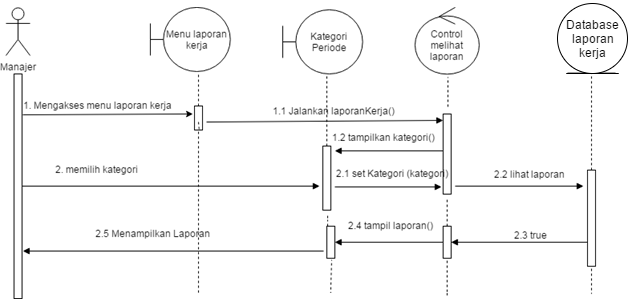 Menu laporan
kerja
Kategori
Periode
Control
melihat
laporan
Database
laporan
kerja
Manajer
1. Mengakses menu laporan kerja
1.1 Jalankan laporanKerja()
1.2 tampilkan kategori()
2. memilih kategori
2.1 set Kategori (kategori)
2.2 lihat laporan
2.3 true
2.4 tampil laporan()
2.5 Menampilkan Laporan